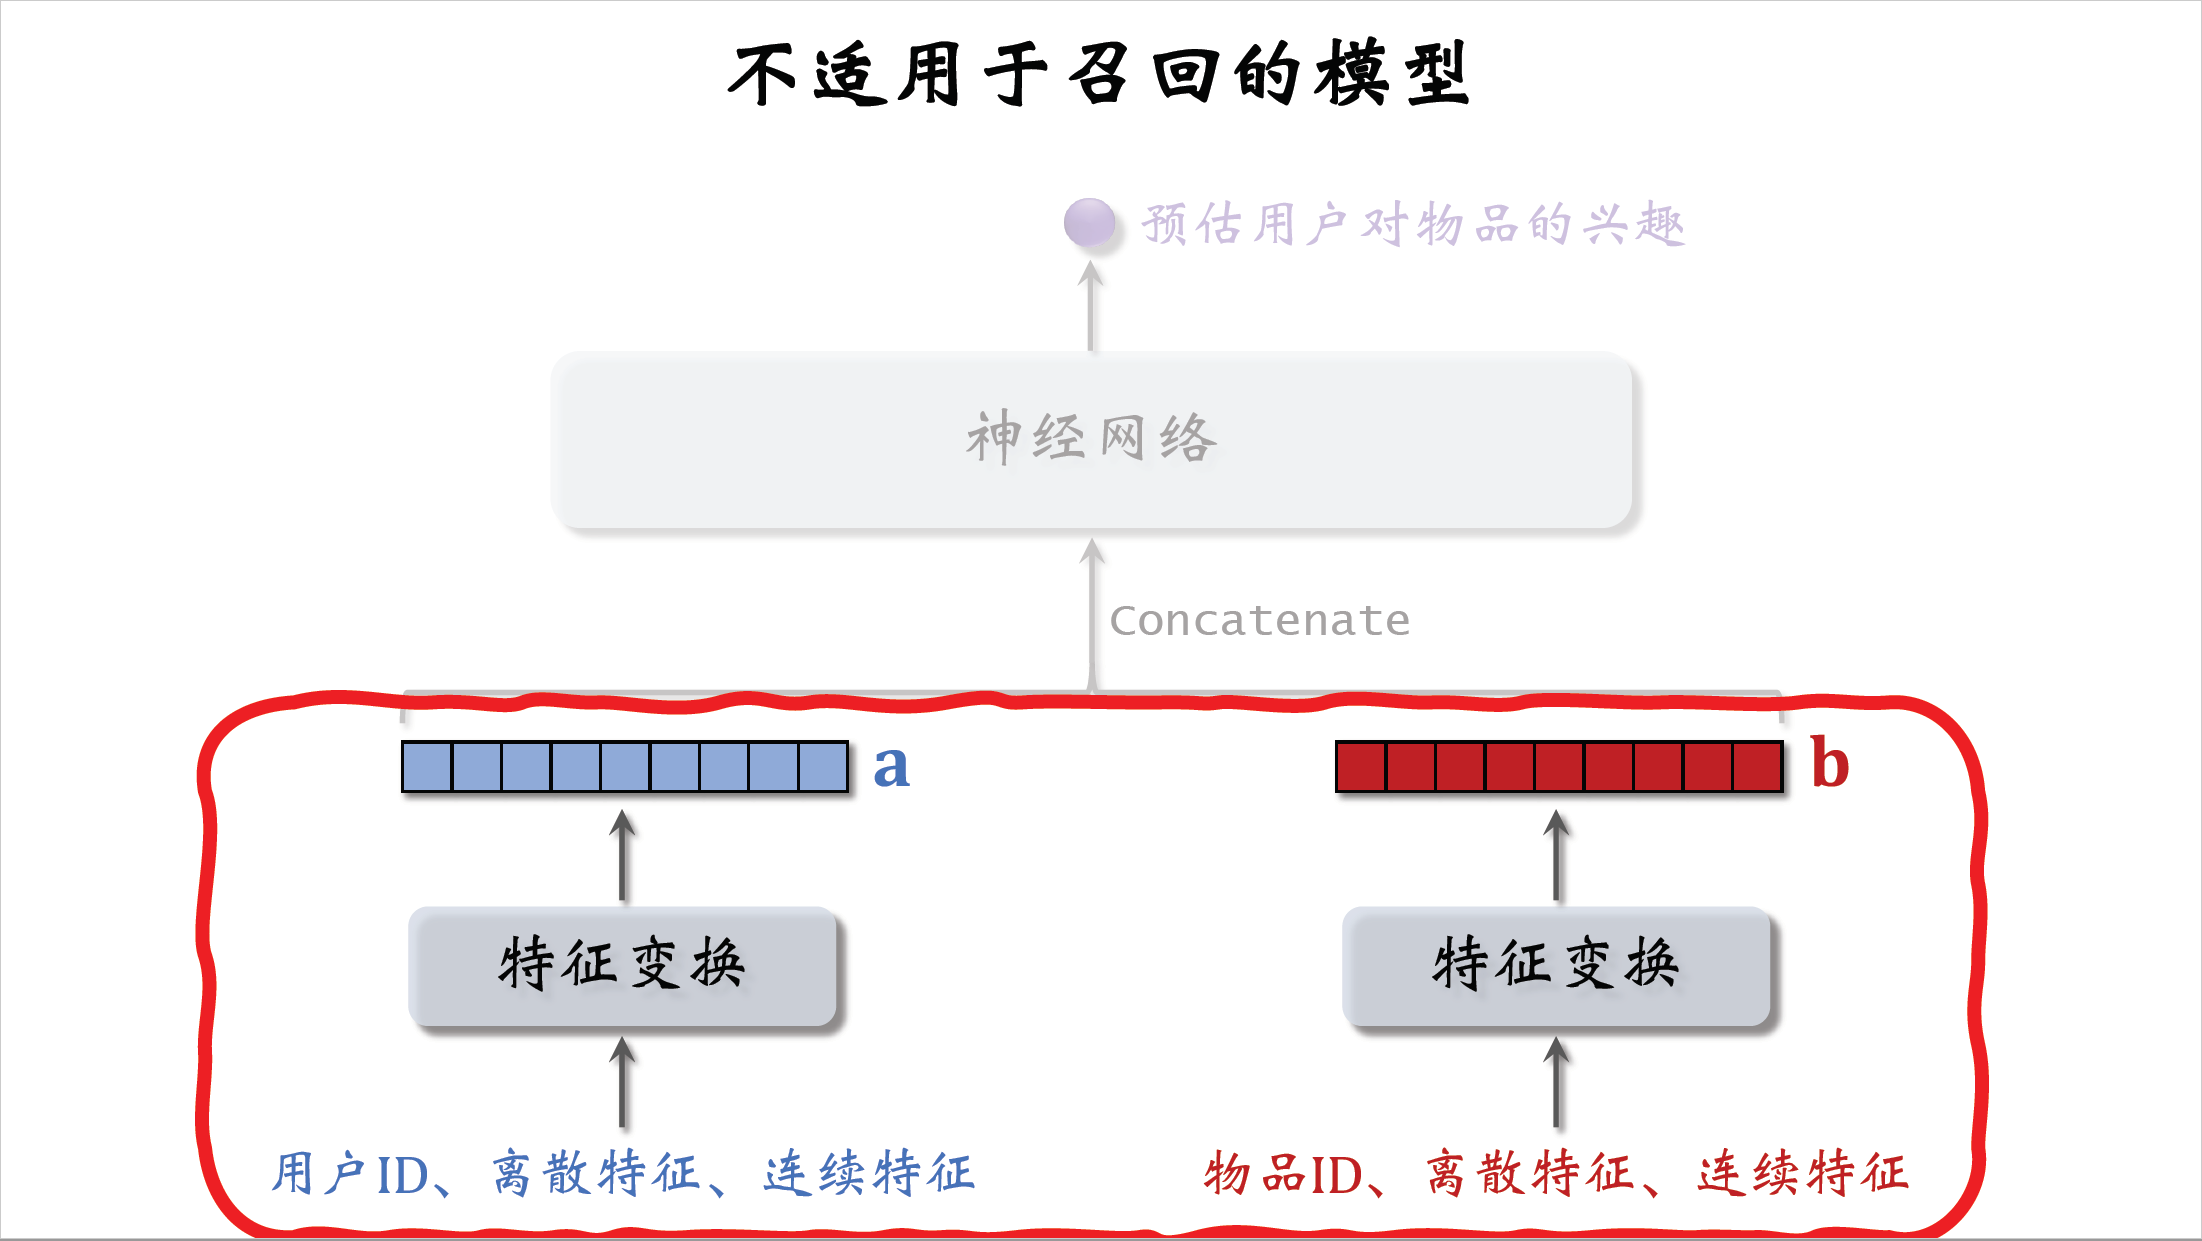 不适用于召回的模型
预估用户对物品的兴趣
神经网络
Concatenate
a
b
特征变换
特征变换
用户ID、离散特征、连续特征
物品ID、离散特征、连续特征